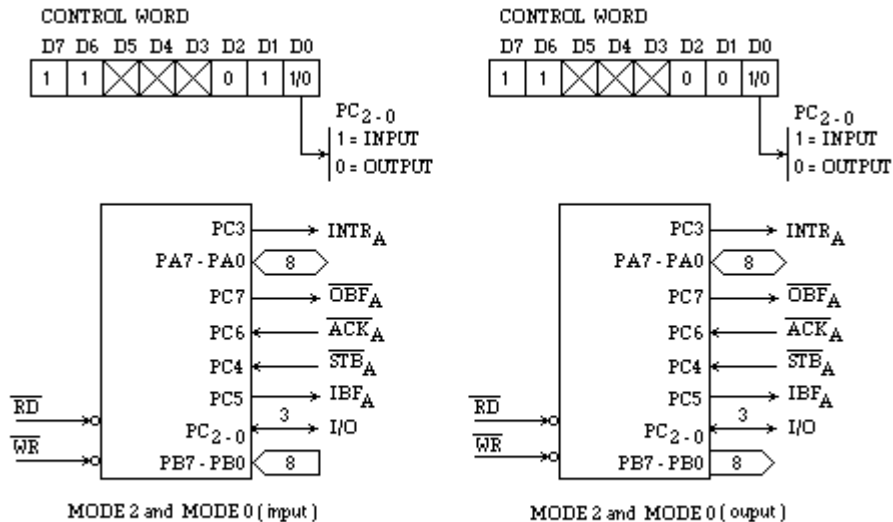 CONTROL WORD
D7 D6 D5 D4 D3 D2 D1 D0
1 1 0 1 1/0
PC2-0
1 = INPUT
0 = OUTPUT
PC3 INTRA
PA7-PA0 8
PC7 OBFA
PC6 ACKA
PC4 STBA
PC5 IBFA
RD
PC2-0 3 I/O
WR
PB7-PB0 8
MODE 2 and MODE 0 ( input )
CONTROL WORD
D7 D6 D5 D4 D3 D2 D1 D0
1 1 0 0 1/0
PC2-0
1 = INPUT
0 = OUTPUT
PC3 INTRA
PA7-PA0 8
PC7 OBFA
PC6 ACKA
PC4 STBA
PC5 IBFA
RD
PC2-0 3 I/O
WR
PB7-PB0 8
MODE 2 and MODE 0 ( ouput )